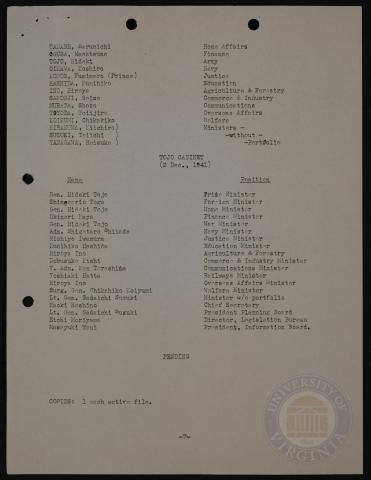 TANABE, Harumichi Home Affairs
OGURA, Masatsune Finance
TOJO, Hideki Army
OIKAWA, Koshiro Navy
KONOE, Fumimaro (Prince) Justice
HASHIDA, Kunihiko Education
INO, Hiroya Agriculture & Forestry
SAKONJI, Seizo Commerce & Industry
MURATA, Shozo Communications
TOYODA, Teijiro Overseas Affairs
KOIZUMI, Chikahiko Welfare
HIRANUMA, Kiichiro) Ministers -
SUZUKI, Teiichi ) -without -
YANAGAWA, Heisuke ) -Portfolio
TOJO CABINET
(2 Dec., 1941)
Name Position
Gen. Hideki Tojo Prime Minister
Shigenoris Togo Foreign Minister
Gen. Hideki Tojo Home Minister
Okinori Kaya Finance Minister
Gen. Hideki Tojo War Minister
Adm. Shigetaro Shimada Navy Minister
Michiyo Iwamura Justice Minister
Kunihiko Hashida Education Minister
Hiroya Ino Agriculture & Forestry
Nobusuke Kishi Commerce & Industry Minister
V. Adm. Ken Terashima Communications Minister
Yoshiaki Hatta Railways Minister
Hiroya Ino Overseas Affairs Minister
Surg. Gen. Chikahiko Koizumi Welfare Minister
Lt. Gen. Sadaichi Suzuki Minister w/o portfolio
Naoki Hoshino Chief Secretary
Lt. Gen. Sadaichi Suzuki President Planning Board
Eichi Moriyama Director, Legislation Bureau
Masayuki Tani President, Information Board.
PENDING
COPIES: 1 each active file.
-7-
UNIVERSITY OF VIRGINIA